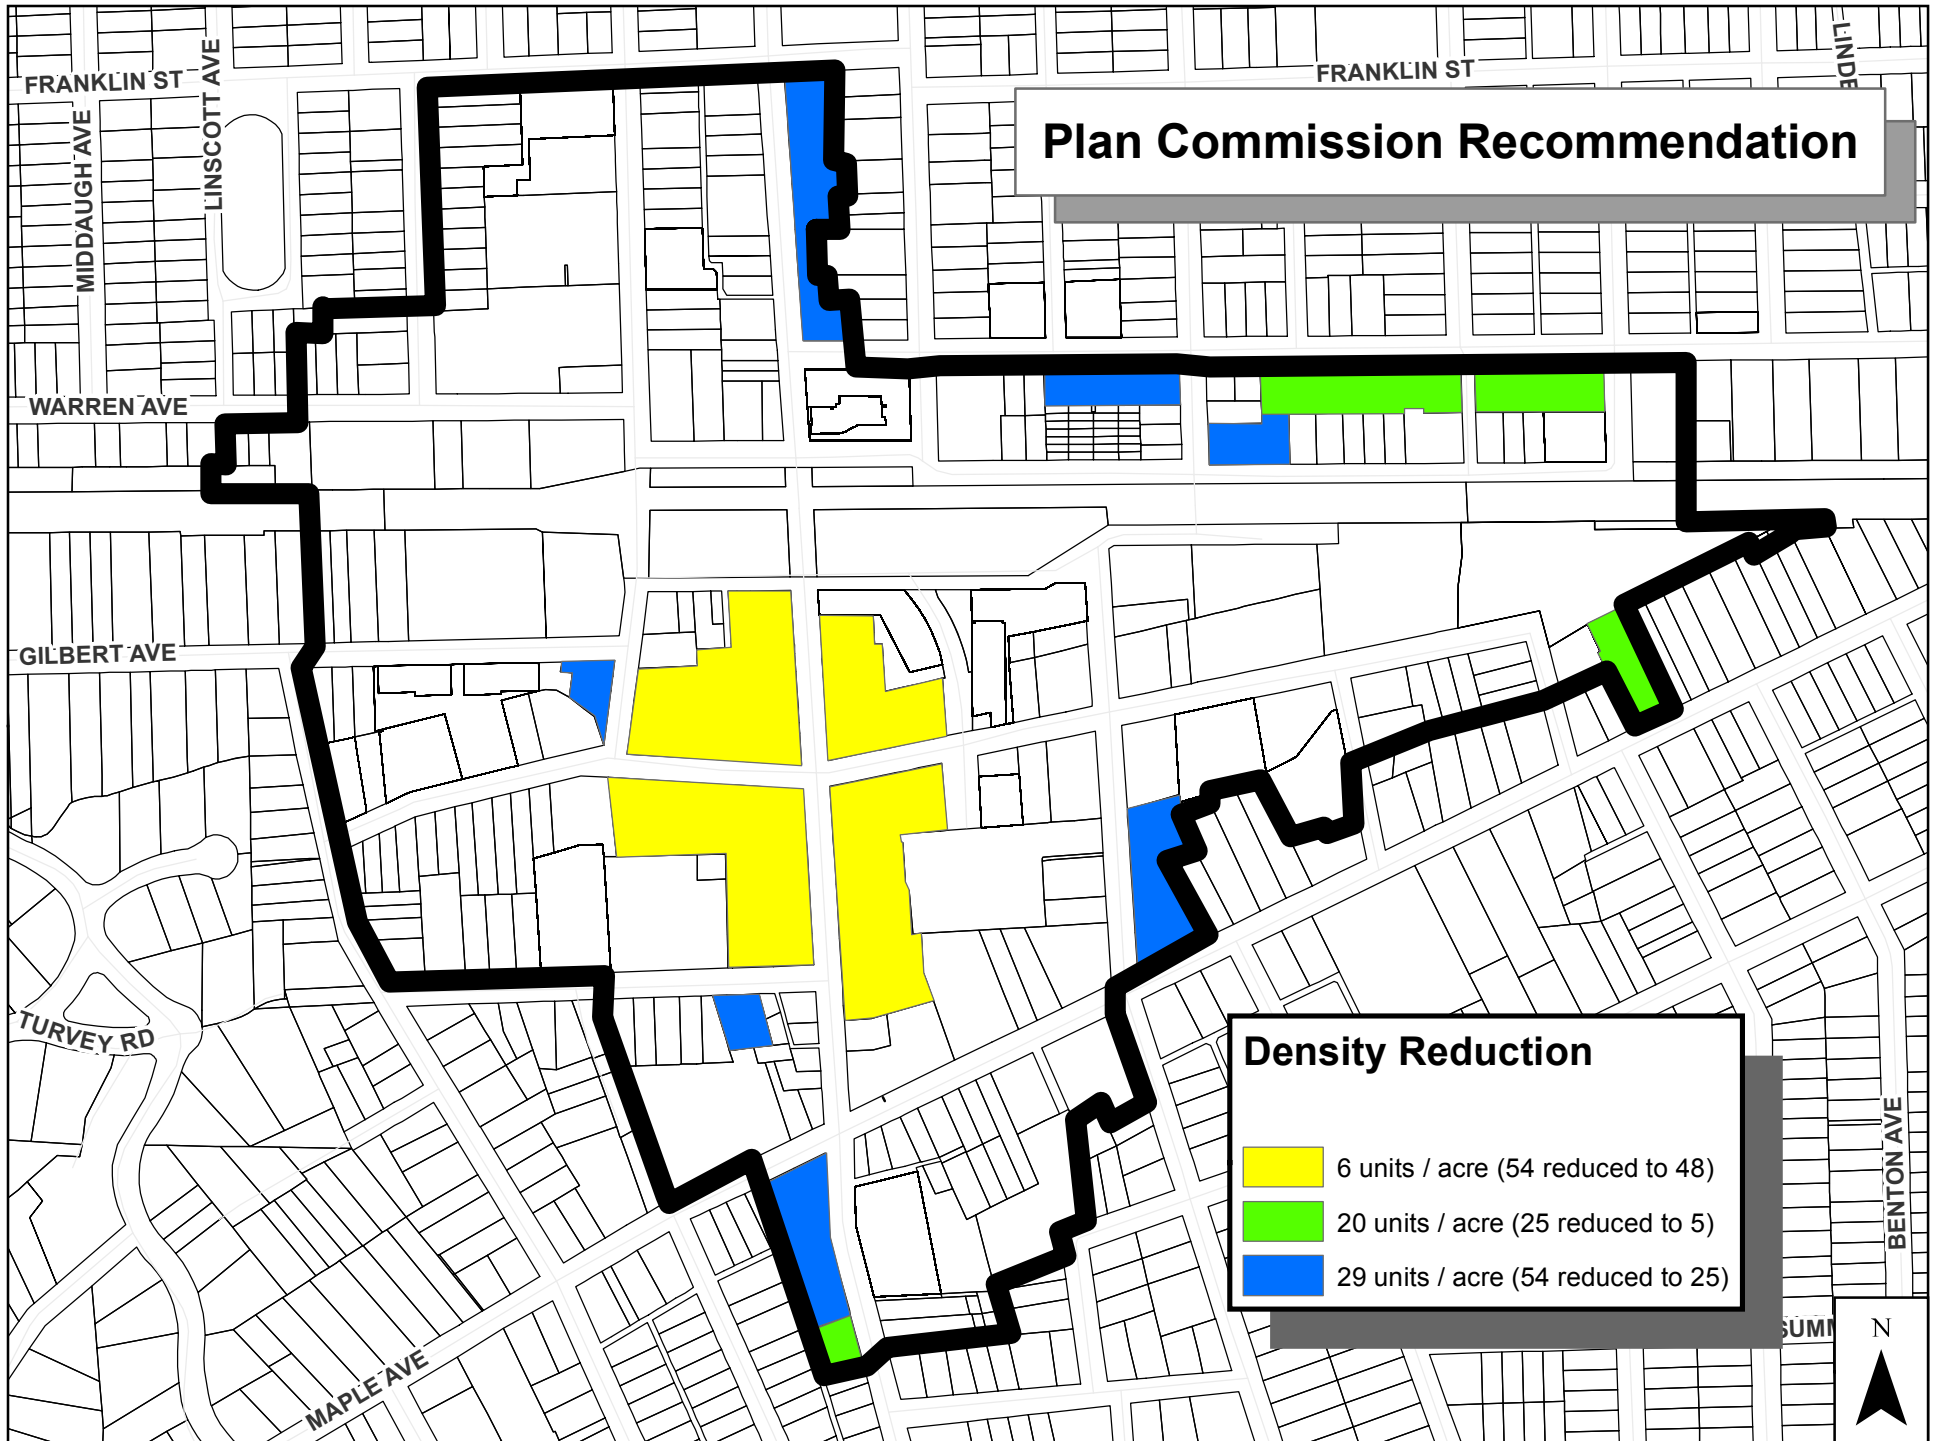 FRANKLIN ST
LINSCOTT AVE
MIDDAUGH AVE
FRANKLIN ST
LINDE
Plan Commission Recommendation
WARREN AVE
GILBERT AVE
TURVEY RD
MAPLE AVE
Density Reduction
6 units / acre (54 reduced to 48)
20 units / acre (25 reduced to 5)
29 units / acre (54 reduced to 25)
BENTON AVE
SUMM
N